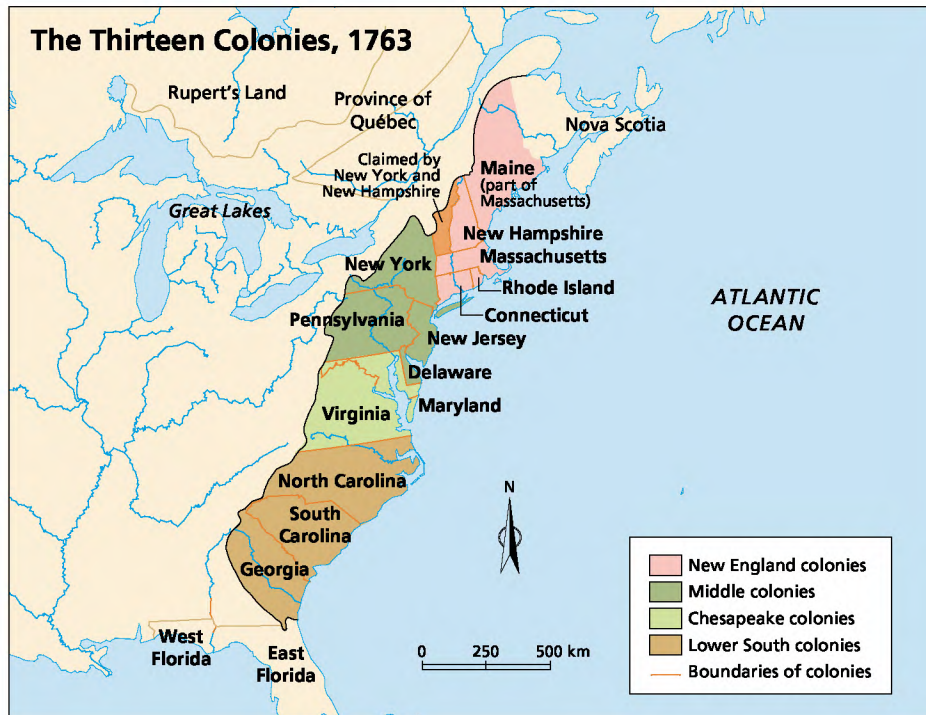 The Thirteen Colonies, 1763
Rupert's Land
Province of
Québec
Nova Scotia
Claimed by
New York and
New Hampshire
Maine
(part of
Massachusetts)
Great Lakes
New Hampshire
Massachusetts
New York
Rhode Island
Connecticut
ATLANTIC
OCEAN
Pennsylvania
New Jersey
Delaware
Maryland
Virginia
North Carolina
South
Carolina
Georgia
West
Florida
East
Florida
N
0 250 500 km
New England colonies
Middle colonies
Chesapeake colonies
Lower South colonies
Boundaries of colonies